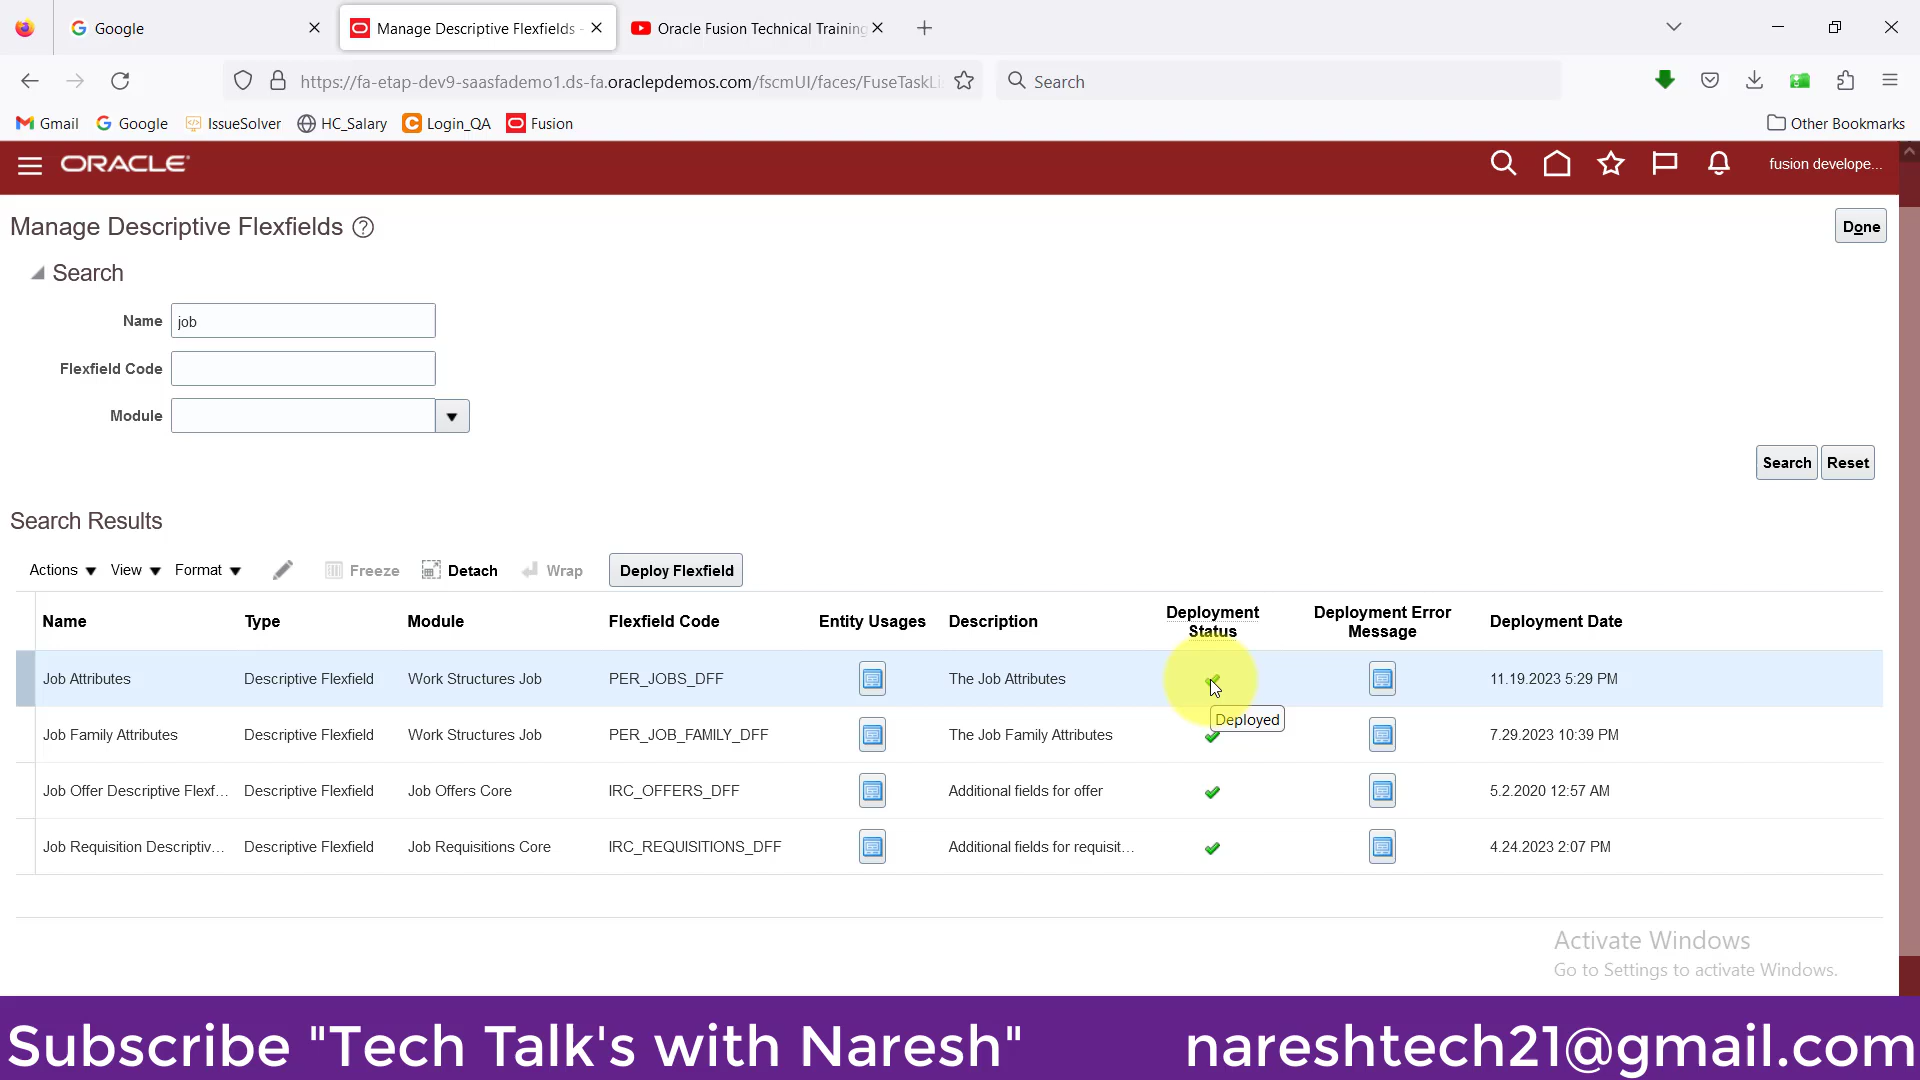 Google
Manage Descriptive Flexfields -
Oracle Fusion Technical Training
https://fa-etap-dev9-saasfademo1.ds-fa.oraclepdemos.com/fscmUI/faces/FuseTaskLi
Search
Gmail
Google
IssueSolver
HC_Salary
Login_QA
Fusion
Other Bookmarks
ORACLE
fusion develope...
Manage Descriptive Flexfields ?
Done
Search
Name job
Flexfield Code
Module
Search Reset
Search Results
Actions View Format Freeze Detach Wrap Deploy Flexfield
Name Type Module Flexfield Code Entity Usages Description Deployment Status Deployment Error Message Deployment Date
Job Attributes Descriptive Flexfield Work Structures Job PER_JOBS_DFF The Job Attributes 11.19.2023 5:29 PM
Deployed
Job Family Attributes Descriptive Flexfield Work Structures Job PER_JOB_FAMILY_DFF The Job Family Attributes 7.29.2023 10:39 PM
Job Offer Descriptive Flexf... Descriptive Flexfield Job Offers Core IRC_OFFERS_DFF Additional fields for offer 5.2.2020 12:57 AM
Job Requisition Descriptiv... Descriptive Flexfield Job Requisitions Core IRC_REQUISITIONS_DFF Additional fields for requisit... 4.24.2023 2:07 PM
Activate Windows
Go to Settings to activate Windows.
Subscribe "Tech Talk's with Naresh" nareshtech21@gmail.com